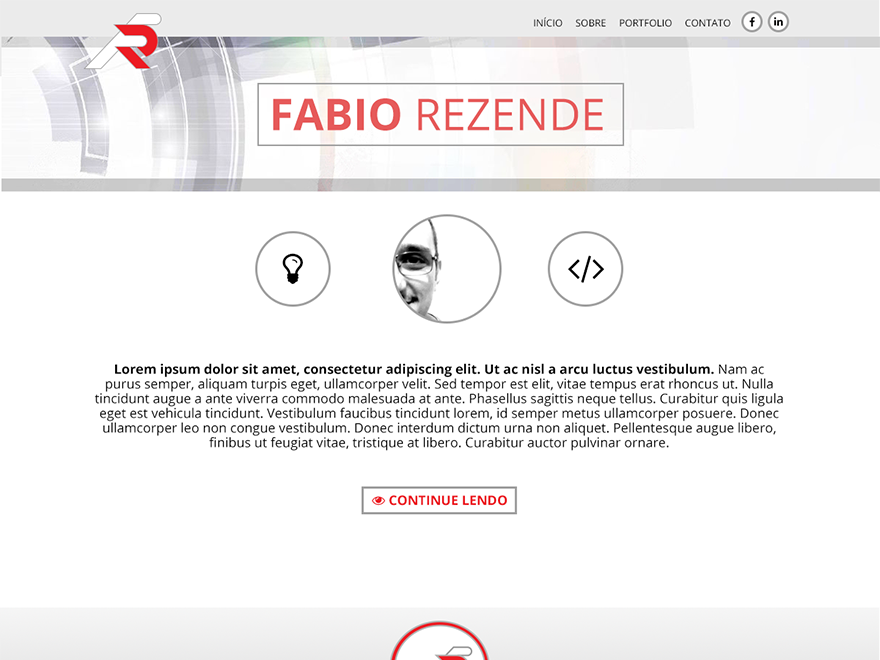 INÍCIO SOBRE PORTFOLIO CONTATO f in
FABIO REZENDE
Lorem ipsum dolor sit amet, consectetur adipiscing elit. Ut ac nisl a arcu luctus vestibulum. Nam ac
purus semper, aliquam turpis eget, ullamcorper velit. Sed tempor est elit, vitae tempus erat rhoncus ut. Nulla
tincidunt augue a ante viverra commodo malesuada at ante. Phasellus sagittis neque tellus. Curabitur quis ligula
eget est vehicula tincidunt. Vestibulum faucibus tincidunt lorem, id semper metus ullamcorper posuere. Donec
ullamcorper leo non congue vestibulum. Donec interdum dictum urna non aliquet. Pellentesque augue libero,
finibus ut feugiat vitae, tristique at libero. Curabitur auctor pulvinar ornare.
CONTINUE LENDO